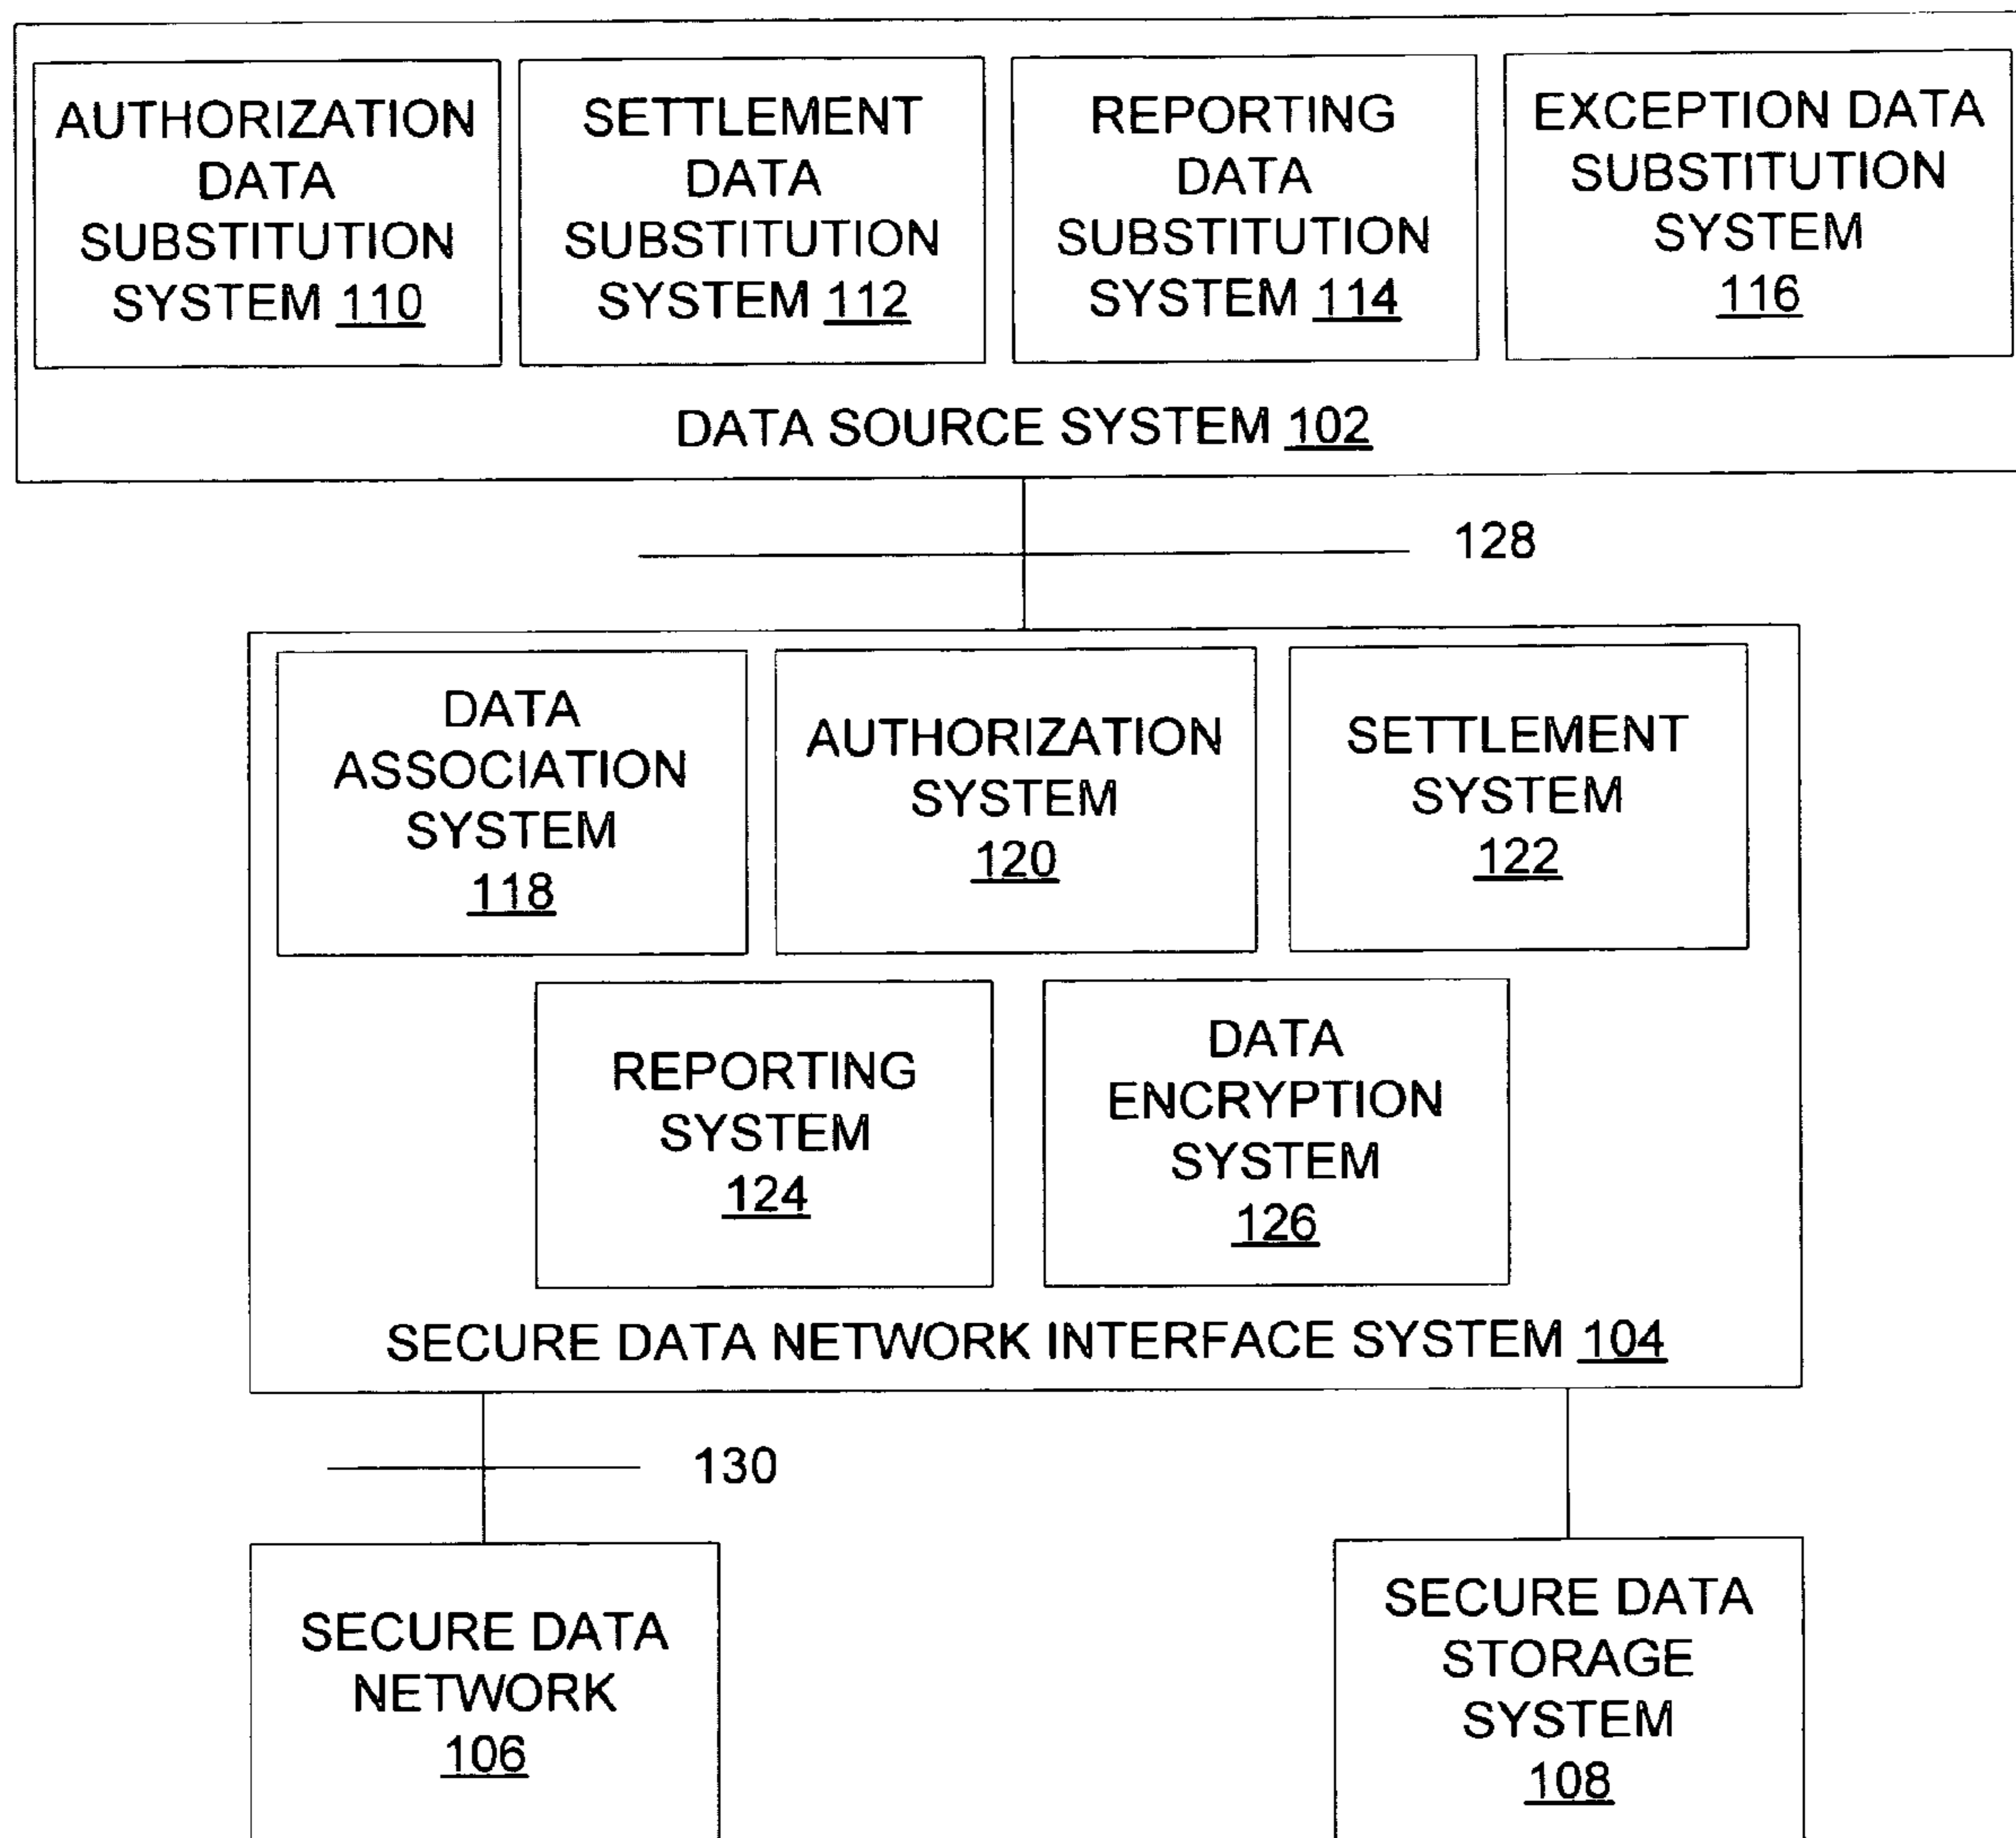 AUTHORIZATION
DATA
SUBSTITUTION
SYSTEM 110
SETTLEMENT
DATA
SUBSTITUTION
SYSTEM 112
REPORTING
DATA
SUBSTITUTION
SYSTEM 114
EXCEPTION DATA
SUBSTITUTION
SYSTEM
116
DATA SOURCE SYSTEM 102
128
DATA
ASSOCIATION
SYSTEM
118
AUTHORIZATION
SYSTEM
120
SETTLEMENT
SYSTEM
122
REPORTING
SYSTEM
124
DATA
ENCRYPTION
SYSTEM
126
SECURE DATA NETWORK INTERFACE SYSTEM 104
130
SECURE DATA
NETWORK
106
SECURE DATA
STORAGE
SYSTEM
108